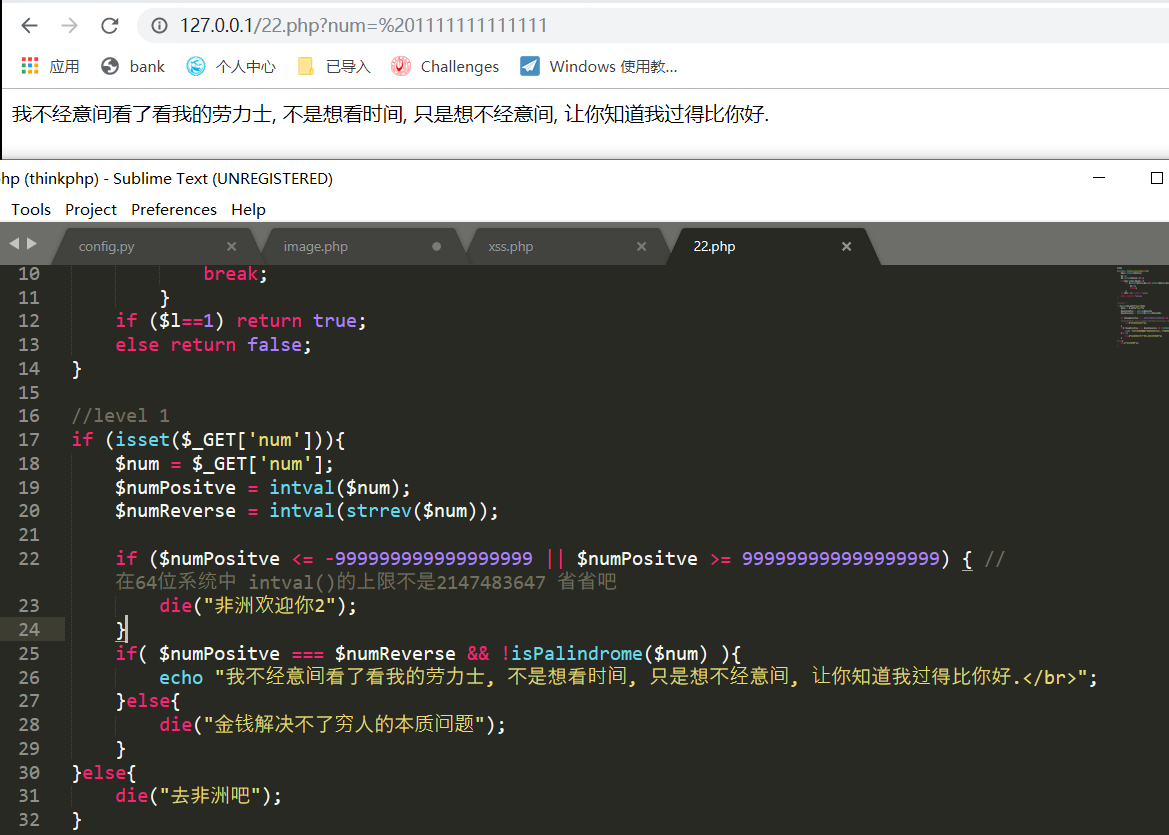 127.0.0.1/22.php?num=%201111111111111
应用 bank 个人中心 已导入 Challenges Windows 使用教...
我不经意间看了看我的劳力士, 不是想看时间, 只是想不经意间, 让你知道我过得比你好.
hp (thinkphp) - Sublime Text (UNREGISTERED)
Tools Project Preferences Help
config.py image.php xss.php 22.php
10 break;
11 }
12 if ($l==1) return true;
13 else return false;
14 }
15
16 //level 1
17 if (isset($_GET['num'])){
18 $num = $_GET['num'];
19 $numPositve = intval($num);
20 $numReverse = intval(strrev($num));
21
22 if ($numPositve <= -999999999999999999 || $numPositve >= 999999999999999999) { //
在64位系统中 intval()的上限不是2147483647 省省吧
23 die("非洲欢迎你2");
24 }
25 if( $numPositve === $numReverse && !isPalindrome($num) ){
26 echo "我不经意间看了看我的劳力士, 不是想看时间, 只是想不经意间, 让你知道我过得比你好.</br>";
27 }else{
28 die("金钱解决不了穷人的本质问题");
29 }
30 }else{
31 die("去非洲吧");
32 }